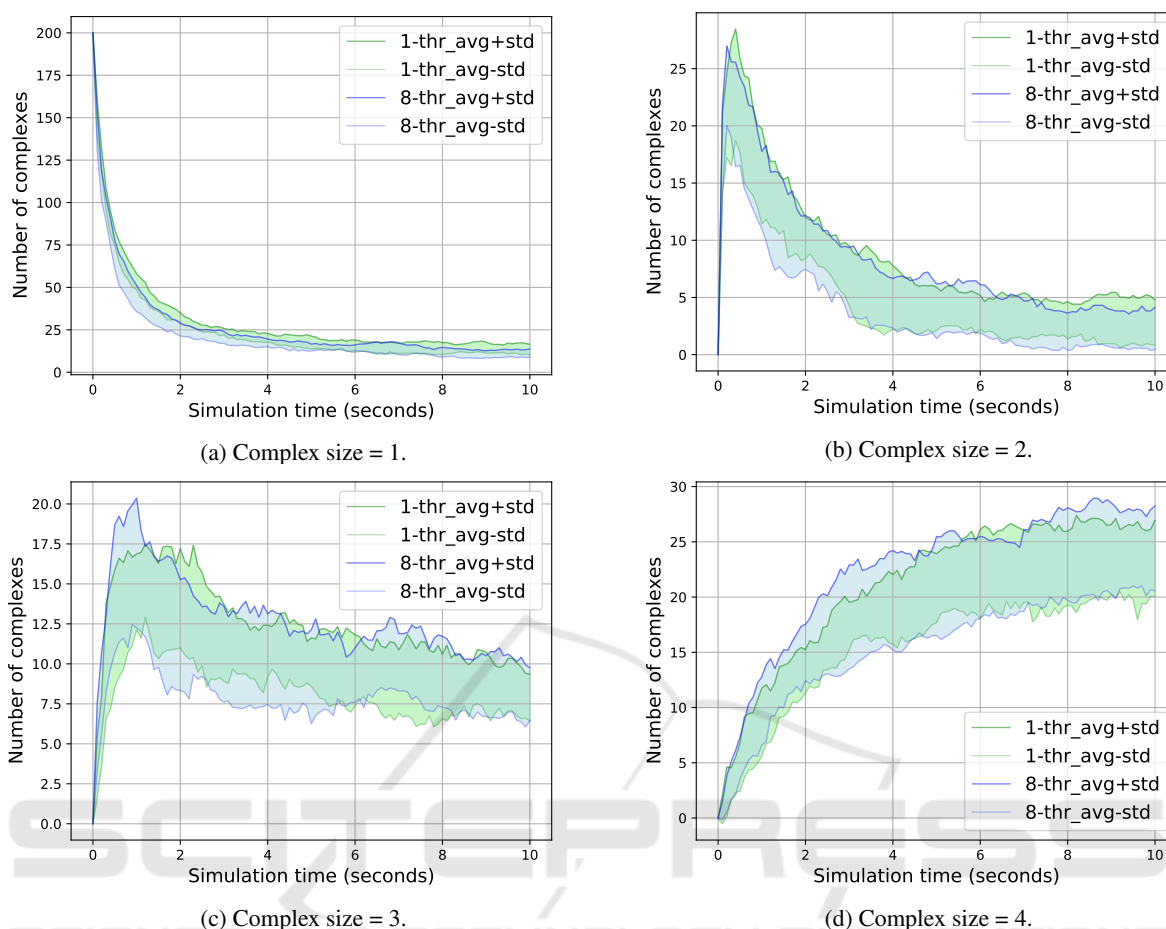 200
175
150
125
100
75
50
25
0
Number of complexes
1-thr_avg+std
1-thr_avg-std
8-thr_avg+std
8-thr_avg-std
0 2 4 6 8 10
Simulation time (seconds)
(a) Complex size = 1.
25
20
15
10
5
0
Number of complexes
1-thr_avg+std
1-thr_avg-std
8-thr_avg+std
8-thr_avg-std
0 2 4 6 8 10
Simulation time (seconds)
(b) Complex size = 2.
20.0
17.5
15.0
12.5
10.0
7.5
5.0
2.5
0.0
Number of complexes
1-thr_avg+std
1-thr_avg-std
8-thr_avg+std
8-thr_avg-std
0 2 4 6 8 10
Simulation time (seconds)
(c) Complex size = 3.
30
25
20
15
10
5
0
Number of complexes
1-thr_avg+std
1-thr_avg-std
8-thr_avg+std
8-thr_avg-std
0 2 4 6 8 10
Simulation time (seconds)
(d) Complex size = 4.
SCITEPRESS